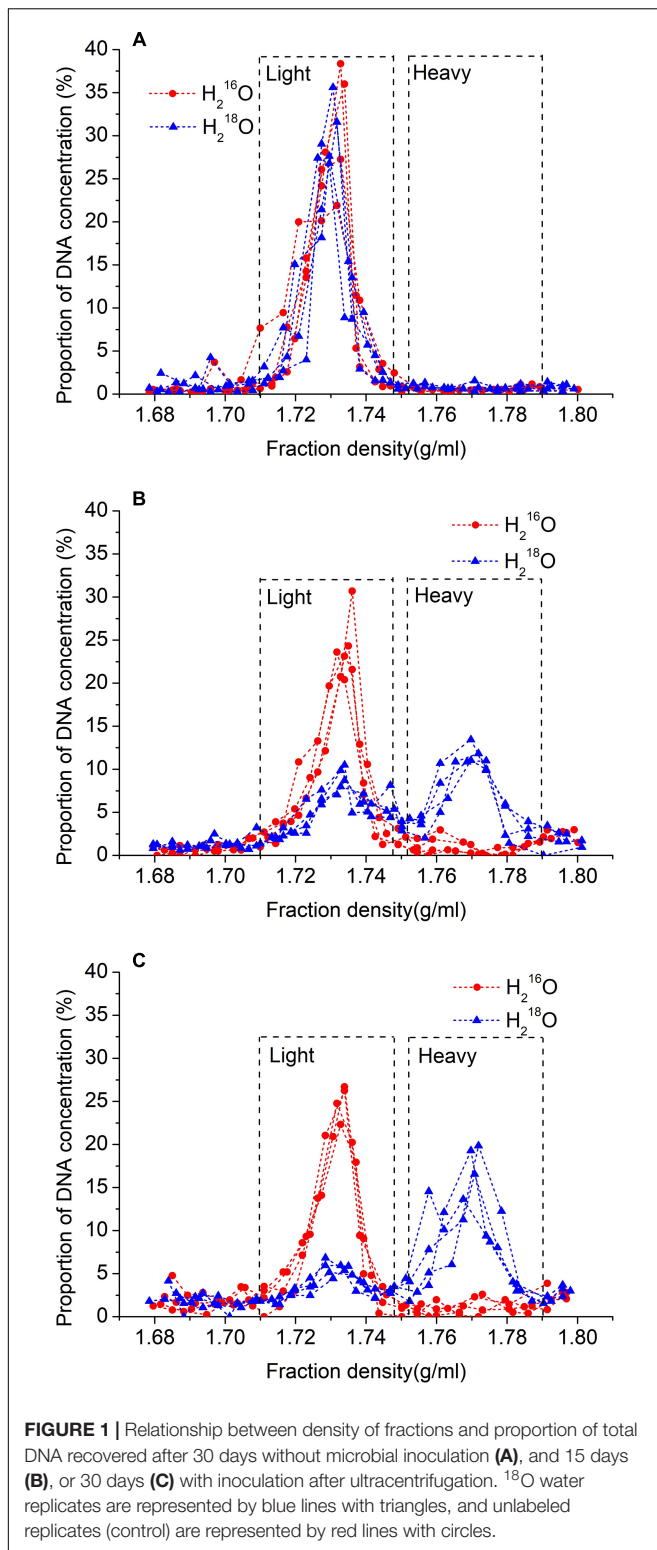 A
Light
Heavy
H₂¹⁶O
H₂¹⁸O
40
35
30
25
20
15
10
5
0
Proportion of DNA concentration (%)
1.68 1.70 1.72 1.74 1.76 1.78 1.80
Fraction density(g/ml)
B
H₂¹⁶O
H₂¹⁸O
Light
Heavy
40
35
30
25
20
15
10
5
0
Proportion of DNA concentration (%)
1.68 1.70 1.72 1.74 1.76 1.78 1.80
Fraction density(g/ml)
C
H₂¹⁶O
H₂¹⁸O
Light
Heavy
40
35
30
25
20
15
10
5
0
Proportion of DNA concentration (%)
1.68 1.70 1.72 1.74 1.76 1.78 1.80
Fraction density(g/ml)
FIGURE 1 | Relationship between density of fractions and proportion of total
DNA recovered after 30 days without microbial inoculation (A), and 15 days
(B), or 30 days (C) with inoculation after ultracentrifugation. ¹⁸O water
replicates are represented by blue lines with triangles, and unlabeled
replicates (control) are represented by red lines with circles.